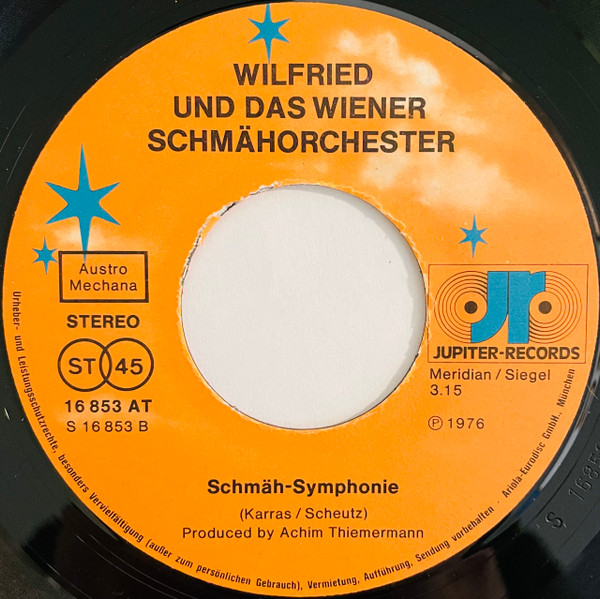 WILFRIED
UND DAS WIENER
SCHMÄHORCHESTER
Austro
Mechana
STEREO
ST 45
16 853 AT
S 16 853 B
jr
JUPITER-RECORDS
Meridian / Siegel
3.15
℗ 1976
Schmäh-Symphonie
(Karras / Scheutz)
Produced by Achim Thiemermann
Urheber- und Leistungsschutzrechte, besonders Vervielfältigung (außer zum persönlichen Gebrauch), Vermietung, Aufführung, Sendung vorbehalten · Ariola-Eurodisc GmbH., München